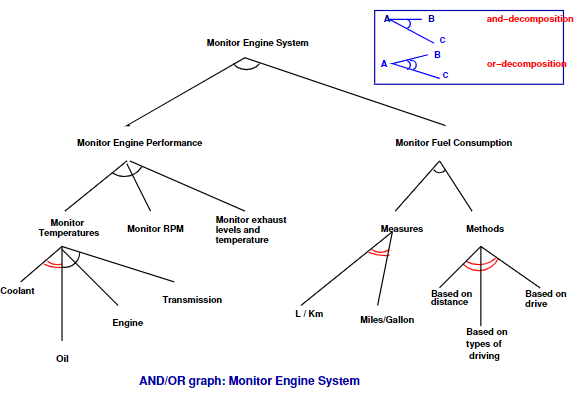 A B and-decomposition
C
A B
or-decomposition
C
Monitor Engine System
Monitor Engine Performance
Monitor Fuel Consumption
Monitor
Temperatures
Monitor RPM
Monitor exhaust
levels and
temperature
Measures
Methods
Coolant
Oil
Engine
Transmission
L / Km
Miles/Gallon
Based on
distance
Based on
types of
driving
Based on
drive
AND/OR graph: Monitor Engine System